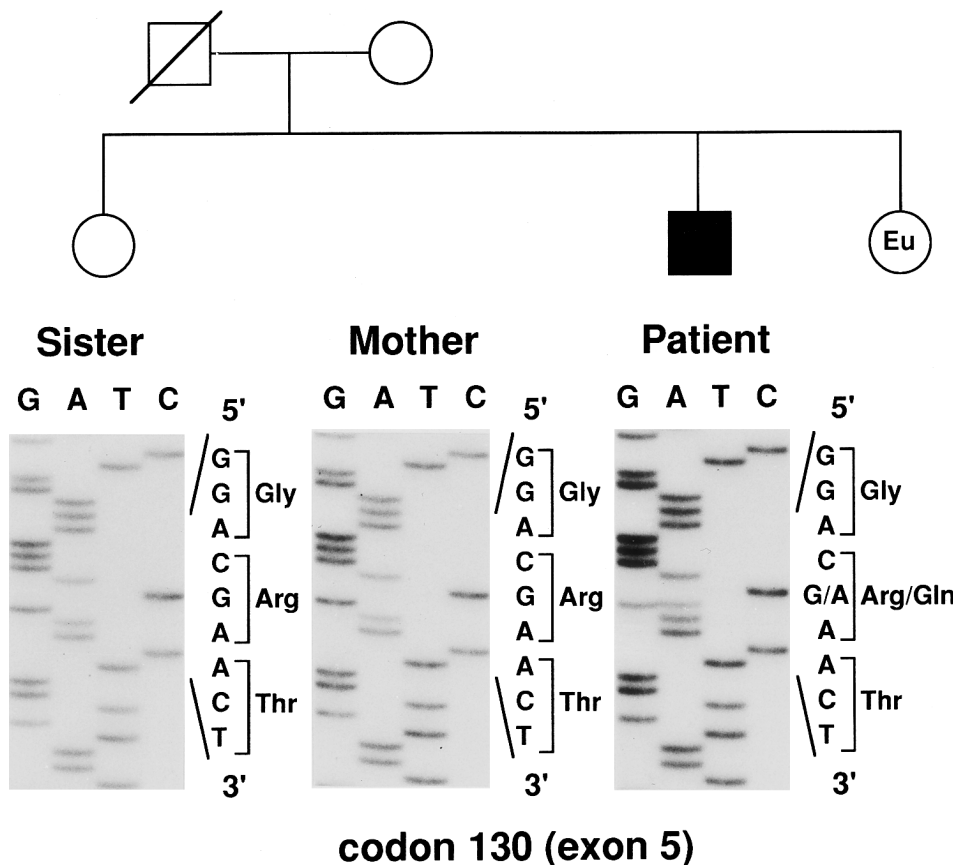 Eu
Sister Mother Patient
G A T C 5' G A T C 5' G A T C 5'
G G G
G Gly G Gly G Gly
A A A
C C C
G Arg G Arg G/A Arg/Gln
A A A
A A A
C Thr C Thr C Thr
T T T
3' 3' 3'
codon 130 (exon 5)